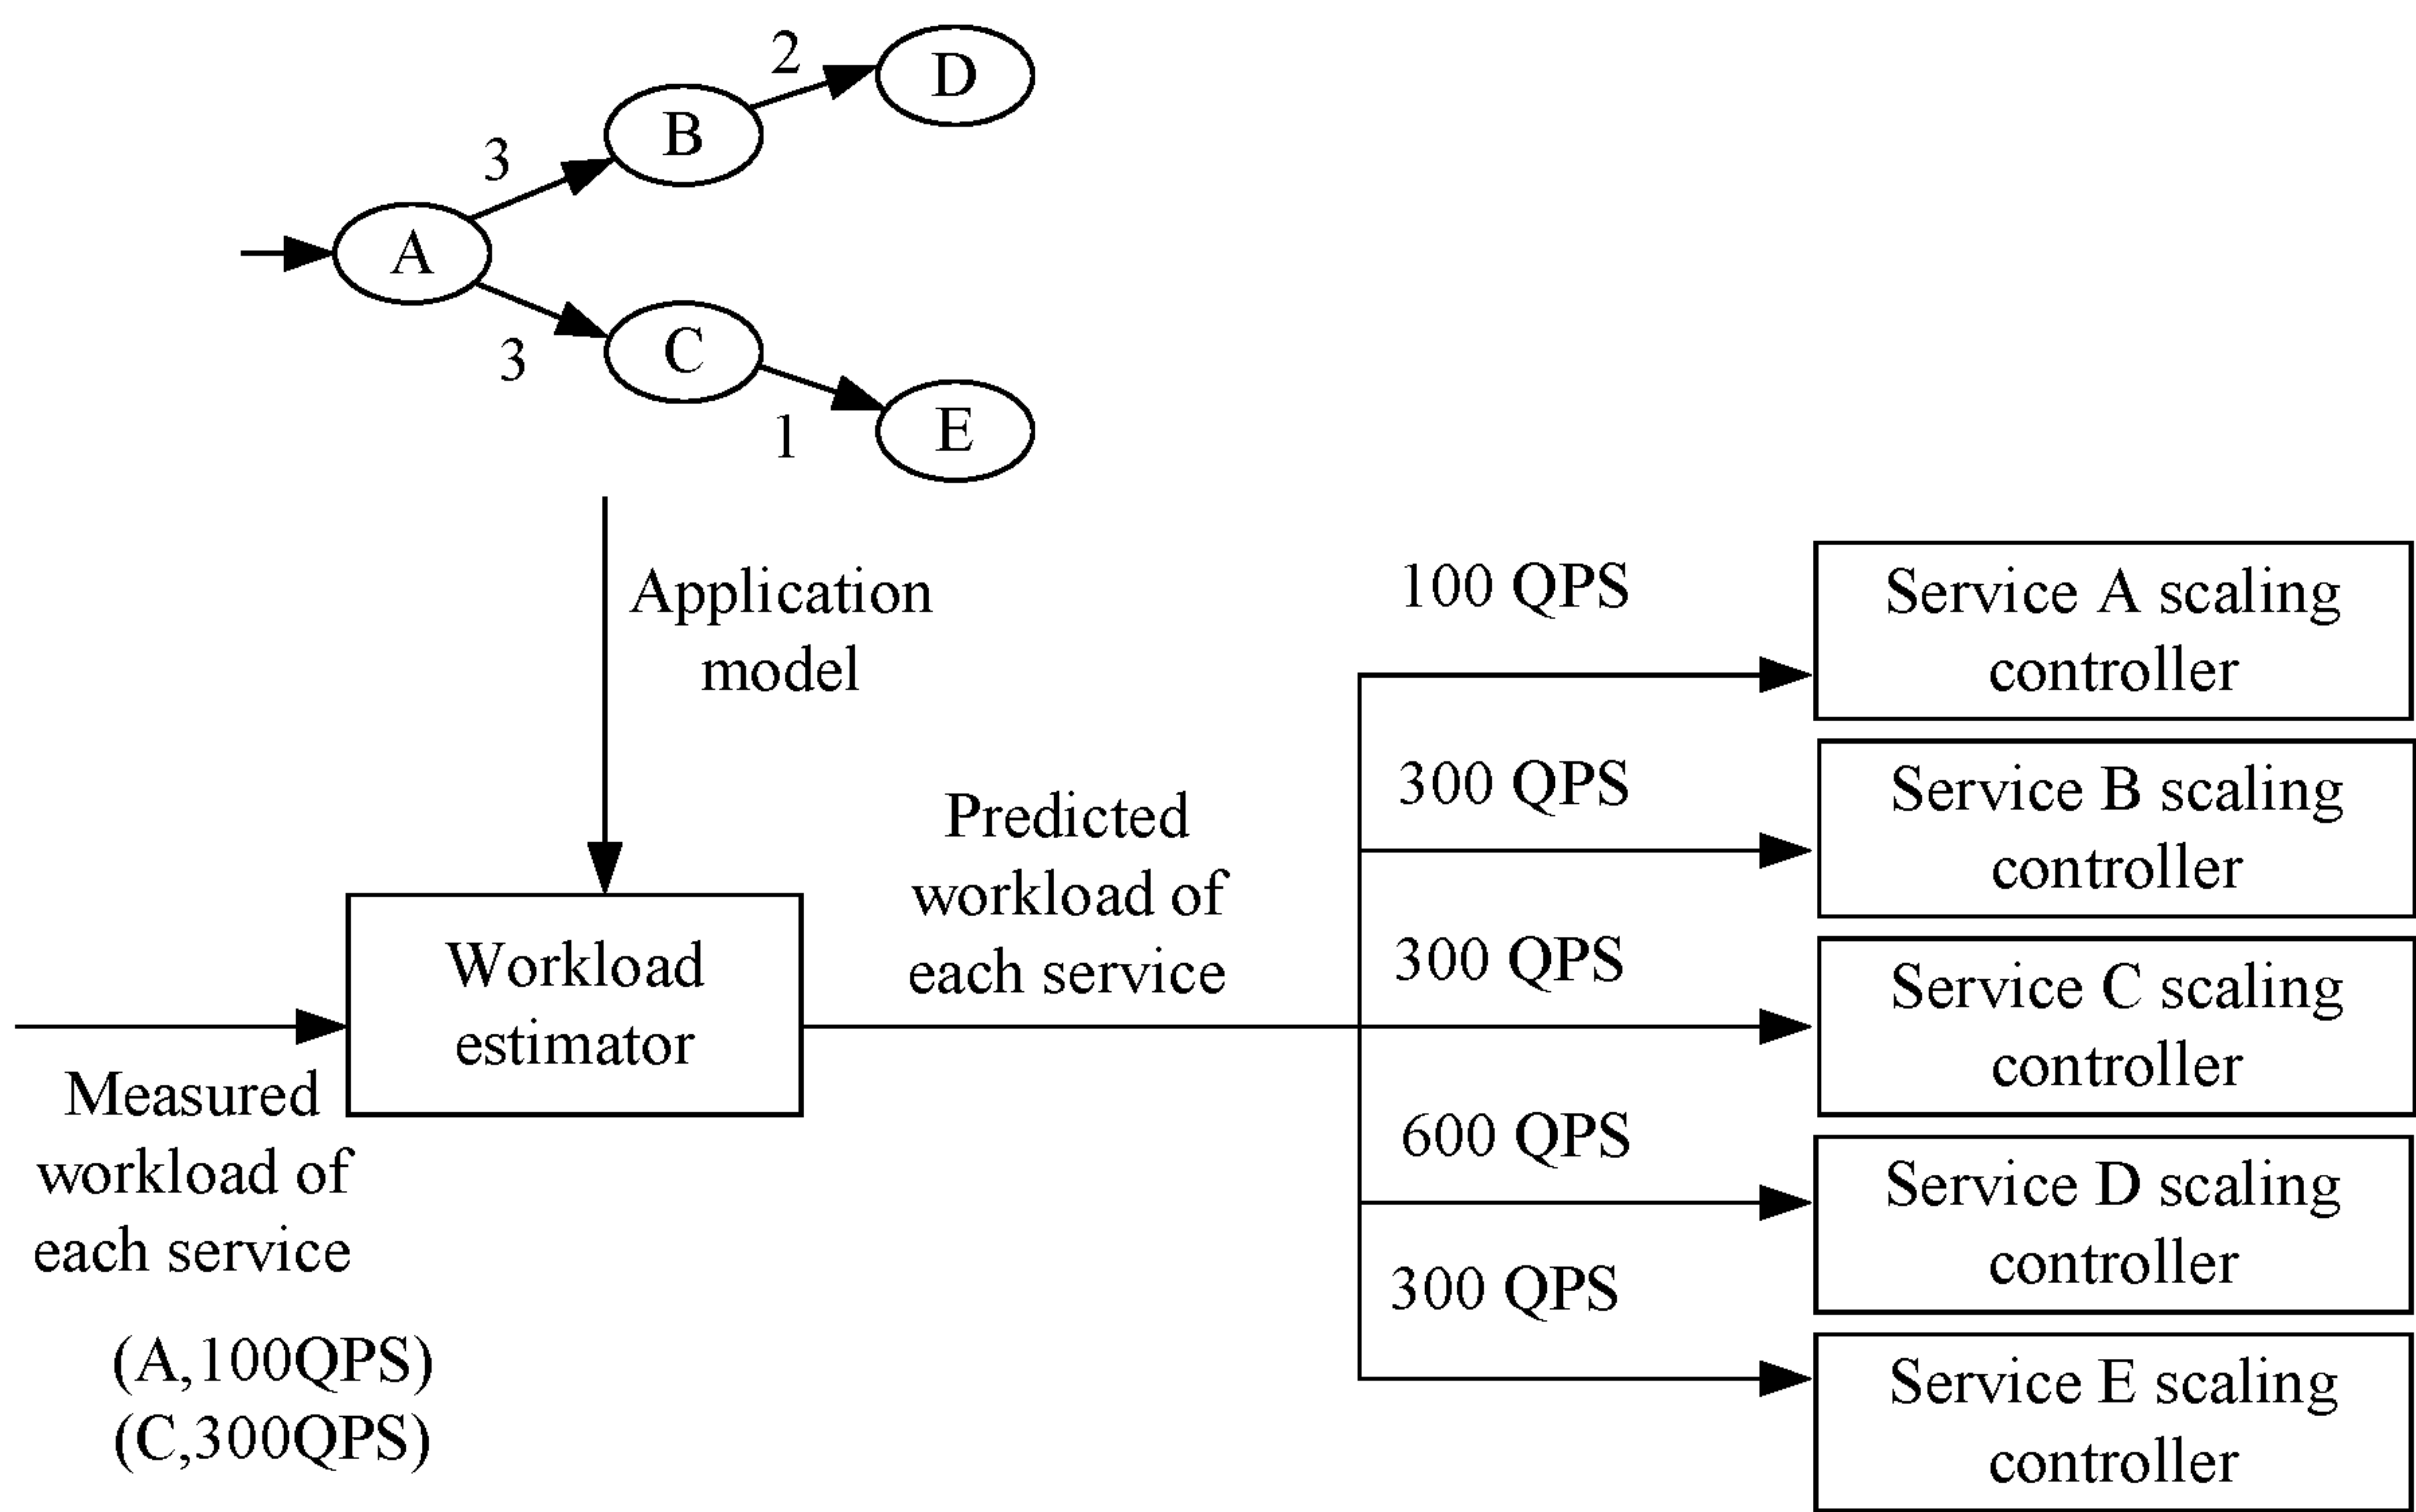 2
D
B
3
A
C
3
E
1
Application
model
100 QPS
Service A scaling
controller
300 QPS
Service B scaling
controller
Predicted
workload of
each service
300 QPS
Service C scaling
controller
Workload
estimator
Measured
workload of
each service
600 QPS
Service D scaling
controller
300 QPS
(A,100QPS)
(C,300QPS)
Service E scaling
controller